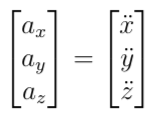 a_x = ẍ
a_y = ÿ
a_z = z̈